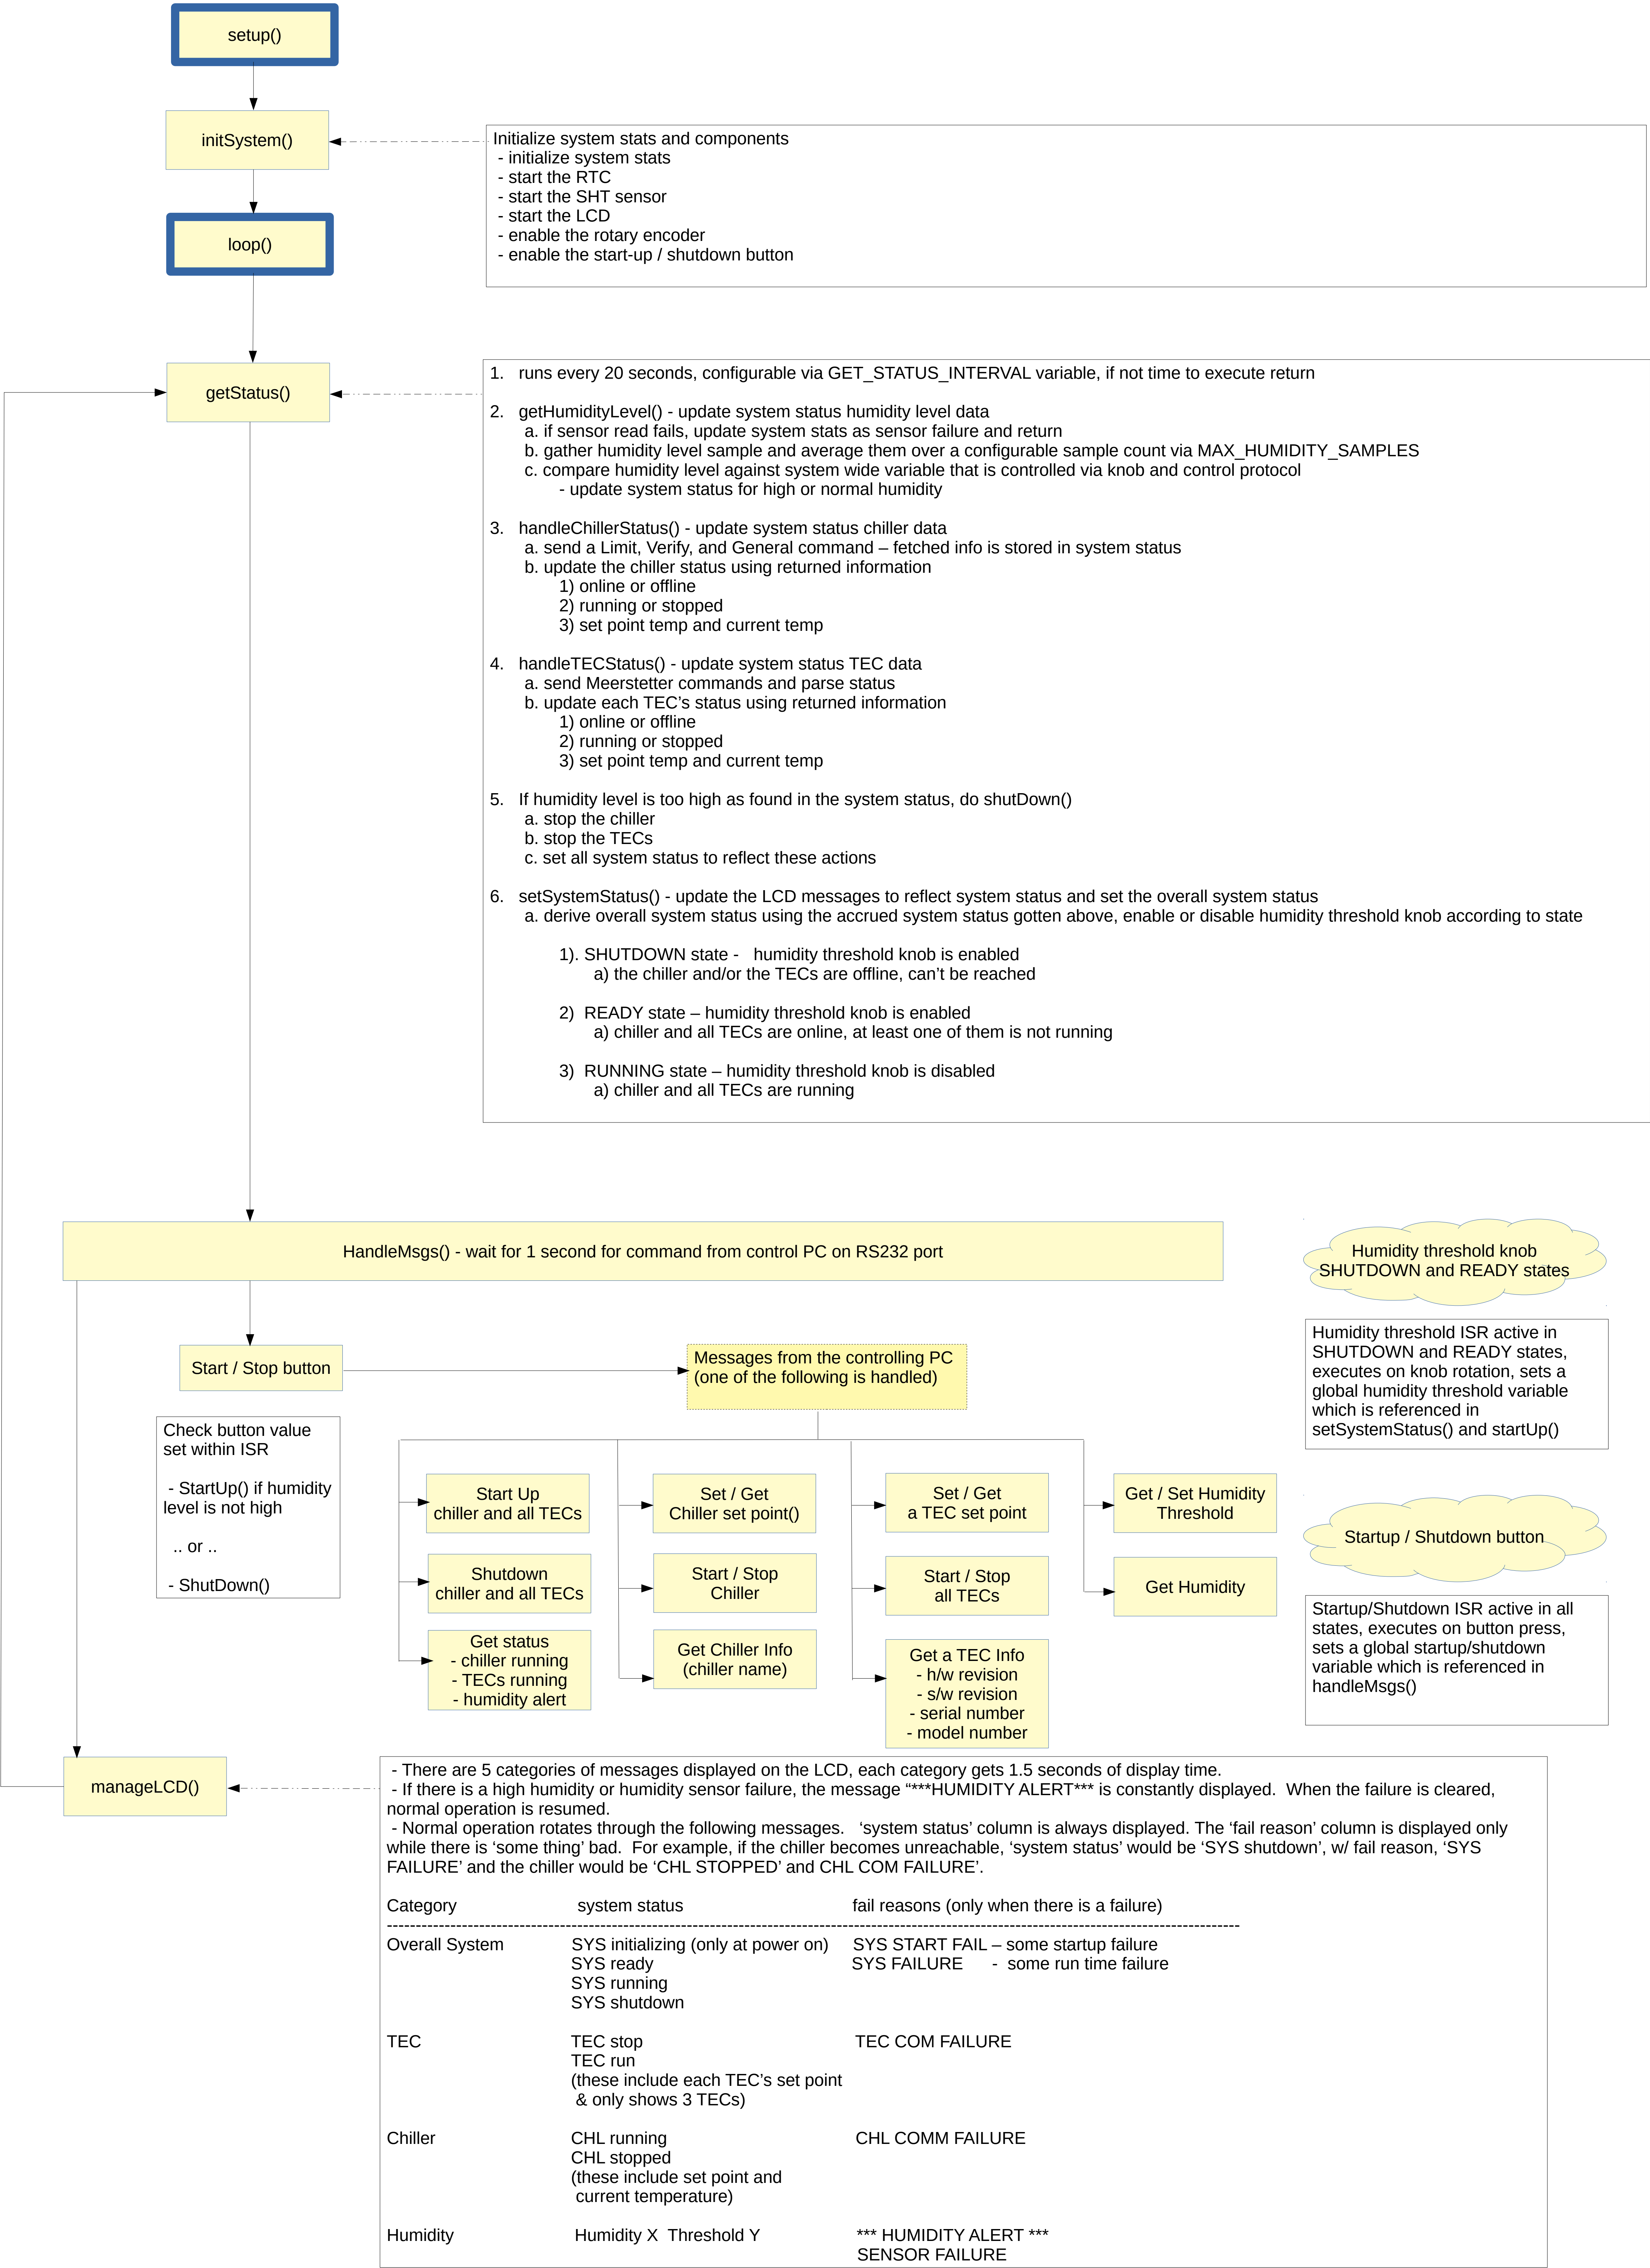 setup()
initSystem()
Initialize system stats and components
- initialize system stats
- start the RTC
- start the SHT sensor
- start the LCD
- enable the rotary encoder
- enable the start-up / shutdown button
loop()
getStatus()
1. runs every 20 seconds, configurable via GET_STATUS_INTERVAL variable, if not time to execute return
2. getHumidityLevel() - update system status humidity level data
a. if sensor read fails, update system stats as sensor failure and return
b. gather humidity level sample and average them over a configurable sample count via MAX_HUMIDITY_SAMPLES
c. compare humidity level against system wide variable that is controlled via knob and control protocol
- update system status for high or normal humidity
3. handleChillerStatus() - update system status chiller data
a. send a Limit, Verify, and General command – fetched info is stored in system status
b. update the chiller status using returned information
1) online or offline
2) running or stopped
3) set point temp and current temp
4. handleTECStatus() - update system status TEC data
a. send Meerstetter commands and parse status
b. update each TEC’s status using returned information
1) online or offline
2) running or stopped
3) set point temp and current temp
5. If humidity level is too high as found in the system status, do shutDown()
a. stop the chiller
b. stop the TECs
c. set all system status to reflect these actions
6. setSystemStatus() - update the LCD messages to reflect system status and set the overall system status
a. derive overall system status using the accrued system status gotten above, enable or disable humidity threshold knob according to state
1). SHUTDOWN state - humidity threshold knob is enabled
a) the chiller and/or the TECs are offline, can’t be reached
2) READY state – humidity threshold knob is enabled
a) chiller and all TECs are online, at least one of them is not running
3) RUNNING state – humidity threshold knob is disabled
a) chiller and all TECs are running
HandleMsgs() - wait for 1 second for command from control PC on RS232 port
Humidity threshold knob
SHUTDOWN and READY states
Humidity threshold ISR active in
SHUTDOWN and READY states,
executes on knob rotation, sets a
global humidity threshold variable
which is referenced in
setSystemStatus() and startUp()
Start / Stop button
Messages from the controlling PC
(one of the following is handled)
Check button value
set within ISR
- StartUp() if humidity
level is not high
.. or ..
- ShutDown()
Start Up
chiller and all TECs
Set / Get
Chiller set point()
Set / Get
a TEC set point
Get / Set Humidity
Threshold
Shutdown
chiller and all TECs
Start / Stop
Chiller
Start / Stop
all TECs
Get Humidity
Get status
- chiller running
- TECs running
- humidity alert
Get Chiller Info
(chiller name)
Get a TEC Info
- h/w revision
- s/w revision
- serial number
- model number
Startup / Shutdown button
Startup/Shutdown ISR active in all
states, executes on button press,
sets a global startup/shutdown
variable which is referenced in
handleMsgs()
manageLCD()
- There are 5 categories of messages displayed on the LCD, each category gets 1.5 seconds of display time.
- If there is a high humidity or humidity sensor failure, the message “***HUMIDITY ALERT*** is constantly displayed. When the failure is cleared,
normal operation is resumed.
- Normal operation rotates through the following messages. ‘system status’ column is always displayed. The ‘fail reason’ column is displayed only
while there is ‘some thing’ bad. For example, if the chiller becomes unreachable, ‘system status’ would be ‘SYS shutdown’, w/ fail reason, ‘SYS
FAILURE’ and the chiller would be ‘CHL STOPPED’ and CHL COM FAILURE’.
Category system status fail reasons (only when there is a failure)
Overall System SYS initializing (only at power on) SYS START FAIL – some startup failure
SYS ready SYS FAILURE - some run time failure
SYS running
SYS shutdown
TEC TEC stop TEC COM FAILURE
TEC run
(these include each TEC’s set point
& only shows 3 TECs)
Chiller CHL running CHL COMM FAILURE
CHL stopped
(these include set point and
current temperature)
Humidity Humidity X Threshold Y *** HUMIDITY ALERT ***
SENSOR FAILURE